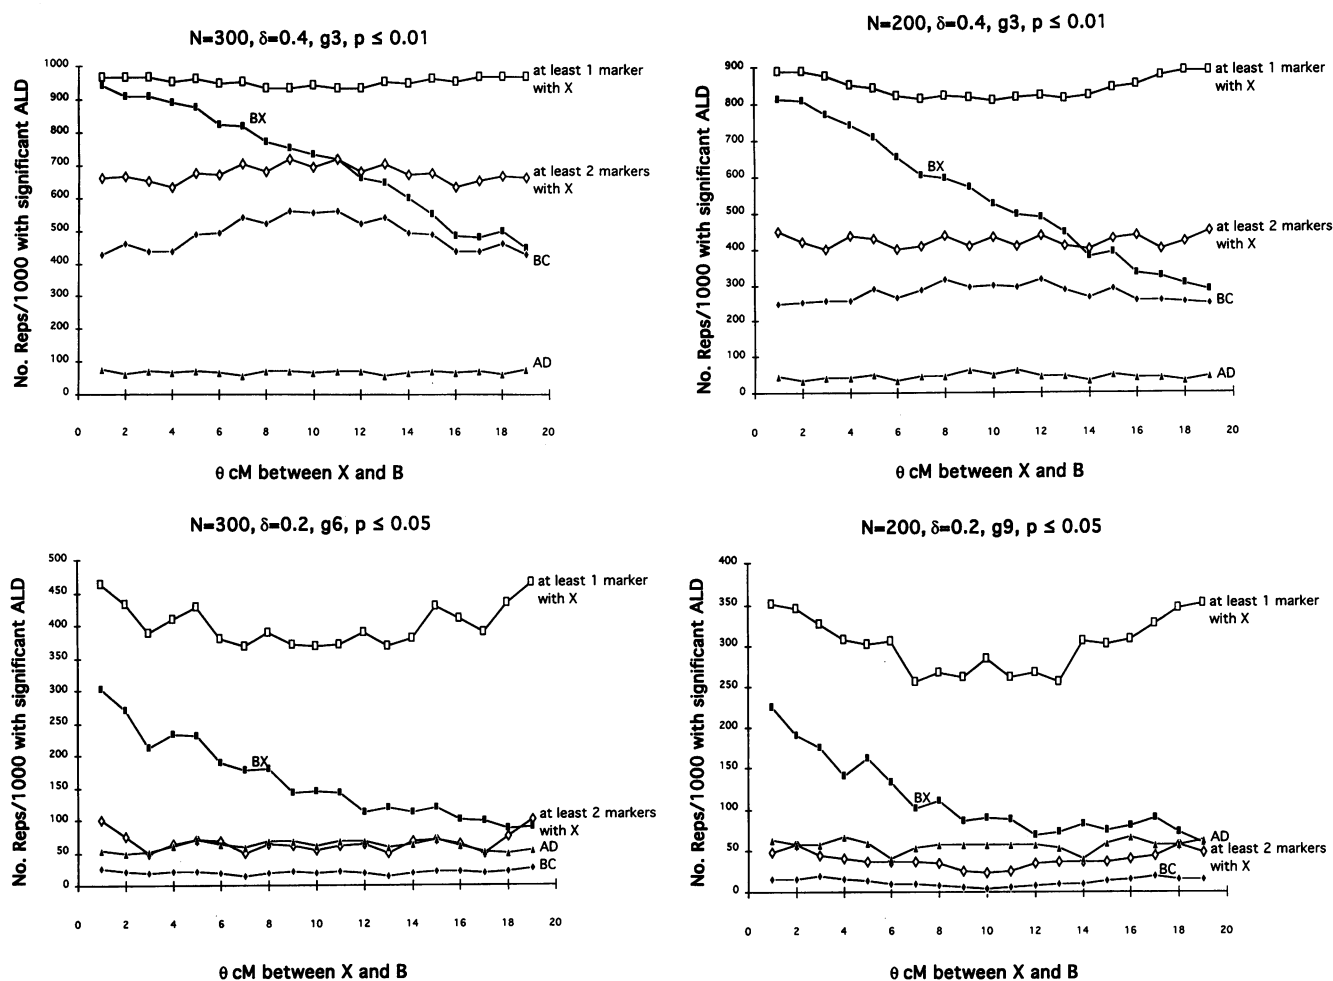 N=300, δ=0.4, g3, p ≤ 0.01
No. Reps/1000 with significant ALD
1000
900
800
700
600
500
400
300
200
100
0
at least 1 marker
with X
BX
at least 2 markers
with X
BC
AD
0 2 4 6 8 10 12 14 16 18 20
θ cM between X and B
N=200, δ=0.4, g3, p ≤ 0.01
No. Reps/1000 with significant ALD
900
800
700
600
500
400
300
200
100
0
at least 1 marker
with X
BX
at least 2 markers
with X
BC
AD
0 2 4 6 8 10 12 14 16 18 20
θ cM between X and B
N=300, δ=0.2, g6, p ≤ 0.05
No. Reps/1000 with significant ALD
500
450
400
350
300
250
200
150
100
50
0
at least 1 marker
with X
BX
at least 2 markers
with X
AD
BC
0 2 4 6 8 10 12 14 16 18 20
θ cM between X and B
N=200, δ=0.2, g9, p ≤ 0.05
No. Reps/1000 with significant ALD
400
350
300
250
200
150
100
50
0
at least 1 marker
with X
BX
AD
at least 2 markers
with X
BC
0 2 4 6 8 10 12 14 16 18 20
θ cM between X and B